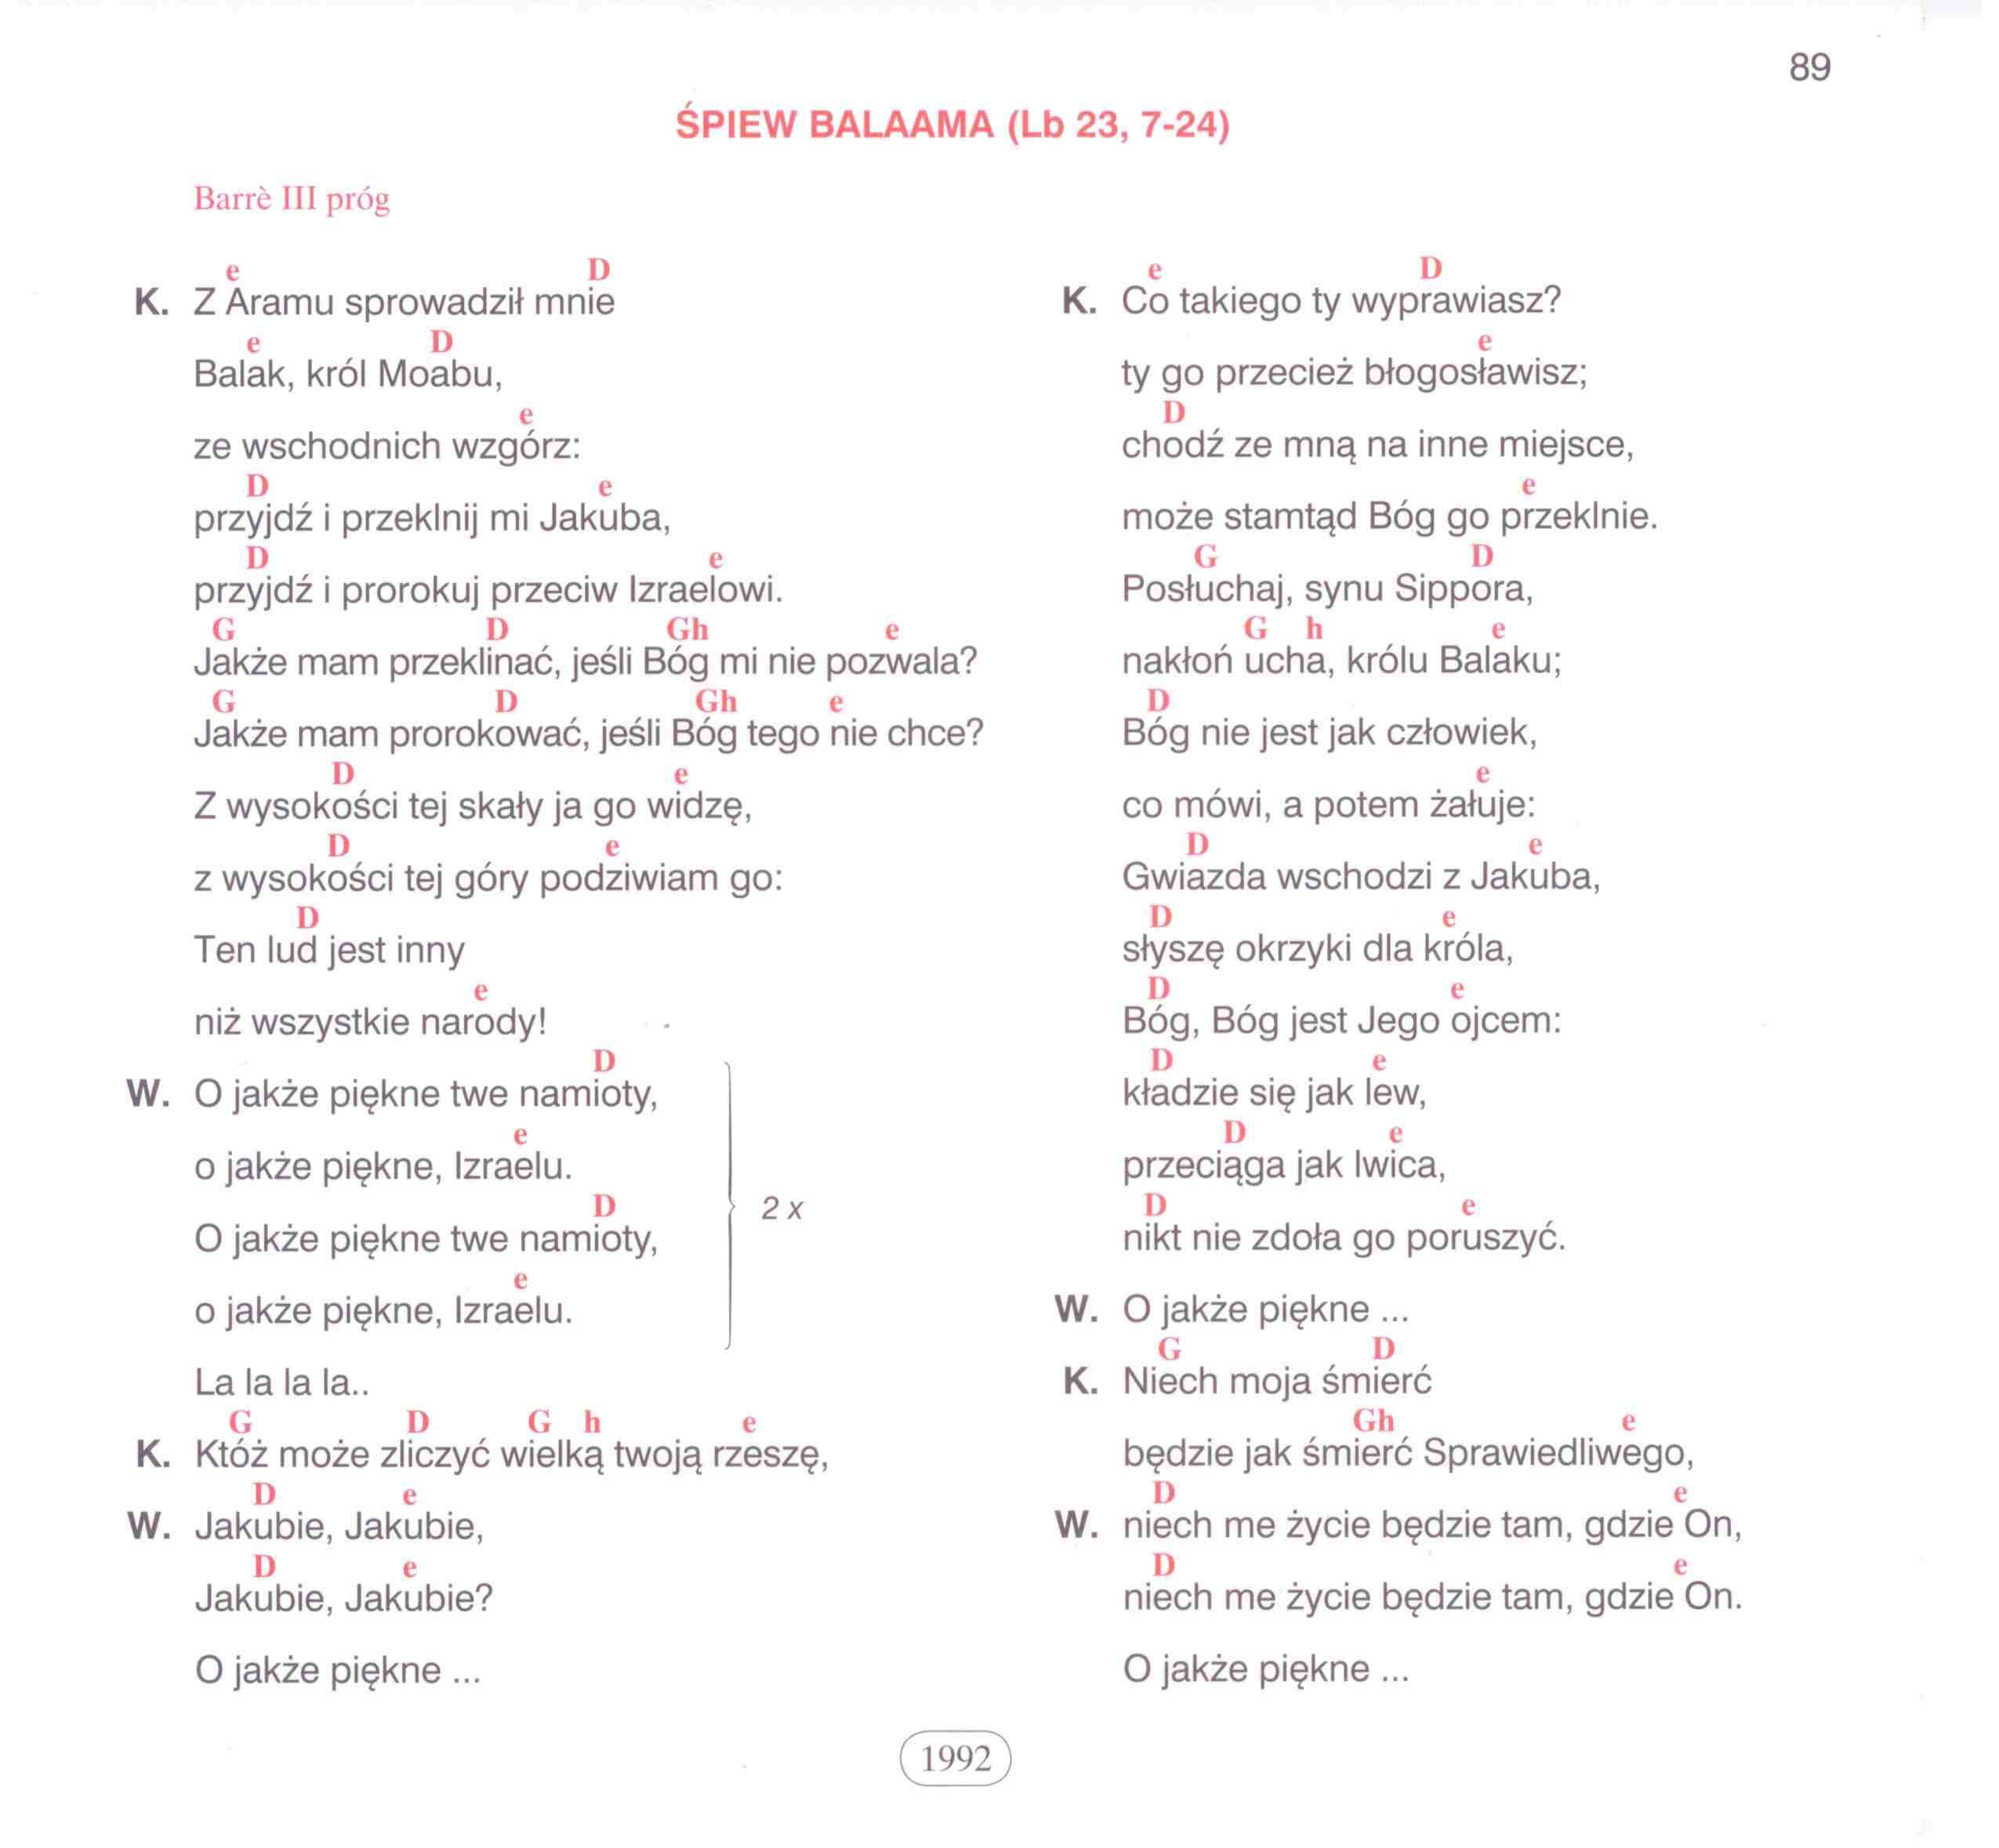 89
ŚPIEW BALAAMA (Lb 23, 7-24)
Barrè III próg
e D
K. Z Aramu sprowadził mnie
e D
Balak, król Moabu,
e
ze wschodnich wzgórz:
D e
przyjdź i przeklnij mi Jakuba,
D e
przyjdź i prorokuj przeciw Izraelowi.
G D Gh e
Jakże mam przeklinać, jeśli Bóg mi nie pozwala?
G D Gh e
Jakże mam prorokować, jeśli Bóg tego nie chce?
D e
Z wysokości tej skały ja go widzę,
D e
z wysokości tej góry podziwiam go:
D
Ten lud jest inny
e
niż wszystkie narody!
D
W. O jakże piękne twe namioty,
e
o jakże piękne, Izraelu.
D
2 x
O jakże piękne twe namioty,
e
o jakże piękne, Izraelu.
La la la la..
G D G h e
K. Któż może zliczyć wielką twoją rzeszę,
D e
W. Jakubie, Jakubie,
D e
Jakubie, Jakubie?
O jakże piękne ...
e D
K. Co takiego ty wyprawiasz?
e
ty go przecież błogosławisz;
D
chodź ze mną na inne miejsce,
e
może stamtąd Bóg go przeklnie.
G D
Posłuchaj, synu Sippora,
G h e
nakłoń ucha, królu Balaku;
D
Bóg nie jest jak człowiek,
e
co mówi, a potem żałuje:
D e
Gwiazda wschodzi z Jakuba,
D e
słyszę okrzyki dla króla,
D e
Bóg, Bóg jest Jego ojcem:
D e
kładzie się jak lew,
D e
przeciąga jak lwica,
D e
nikt nie zdoła go poruszyć.
W. O jakże piękne ...
G D
K. Niech moja śmierć
Gh e
będzie jak śmierć Sprawiedliwego,
D e
W. niech me życie będzie tam, gdzie On,
D e
niech me życie będzie tam, gdzie On.
O jakże piękne ...
1992